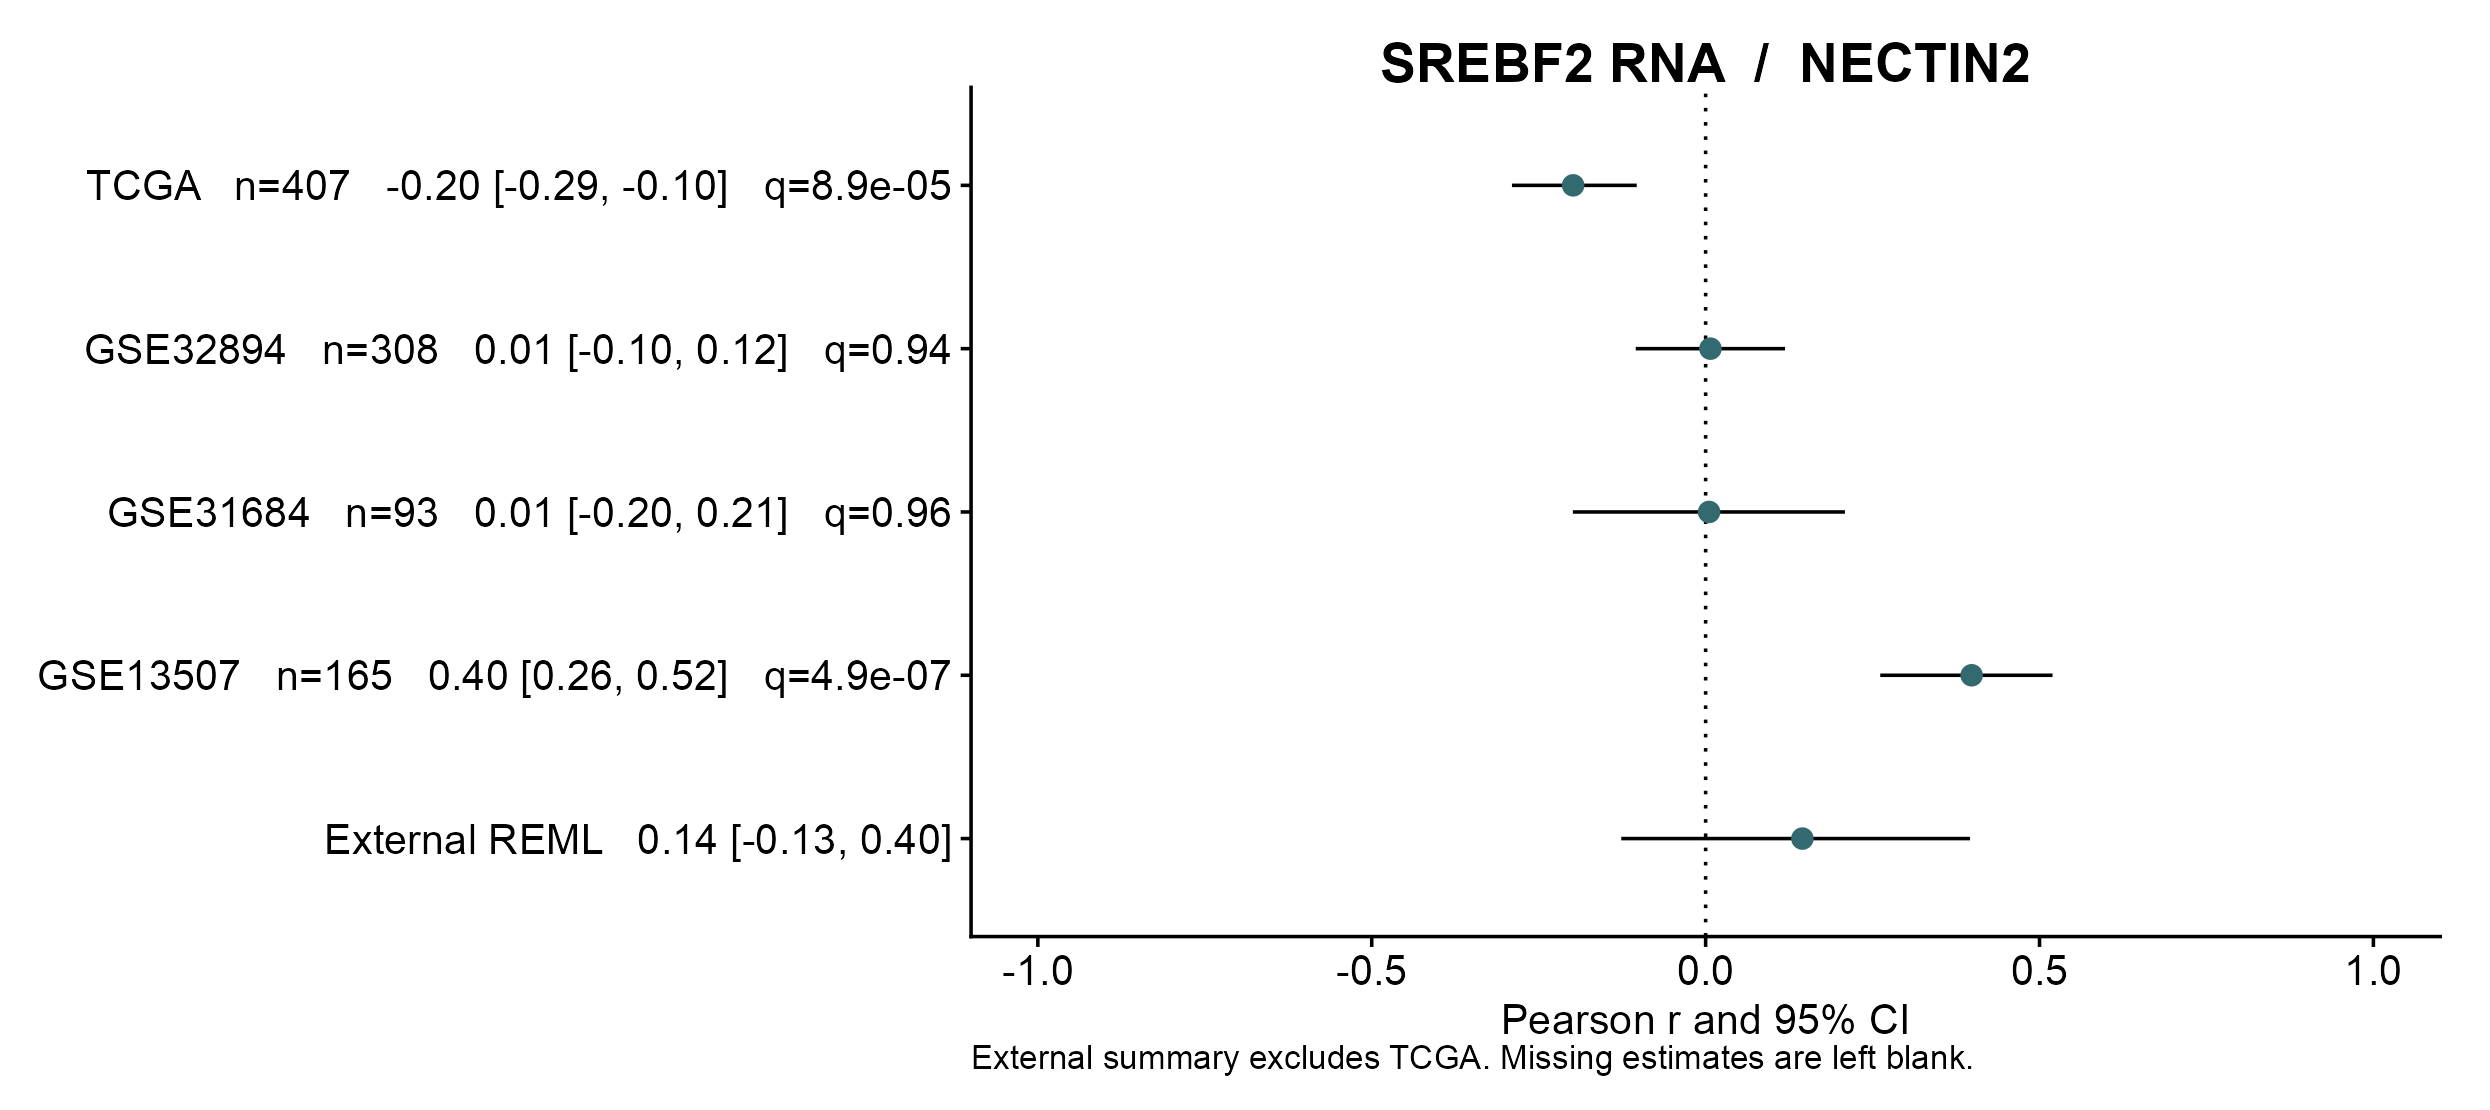 SREBF2 RNA / NECTIN2
TCGA n=407 -0.20 [-0.29, -0.10] q=8.9e-05
GSE32894 n=308 0.01 [-0.10, 0.12] q=0.94
GSE31684 n=93 0.01 [-0.20, 0.21] q=0.96
GSE13507 n=165 0.40 [0.26, 0.52] q=4.9e-07
External REML 0.14 [-0.13, 0.40]
-1.0 -0.5 0.0 0.5 1.0
Pearson r and 95% CI
External summary excludes TCGA. Missing estimates are left blank.